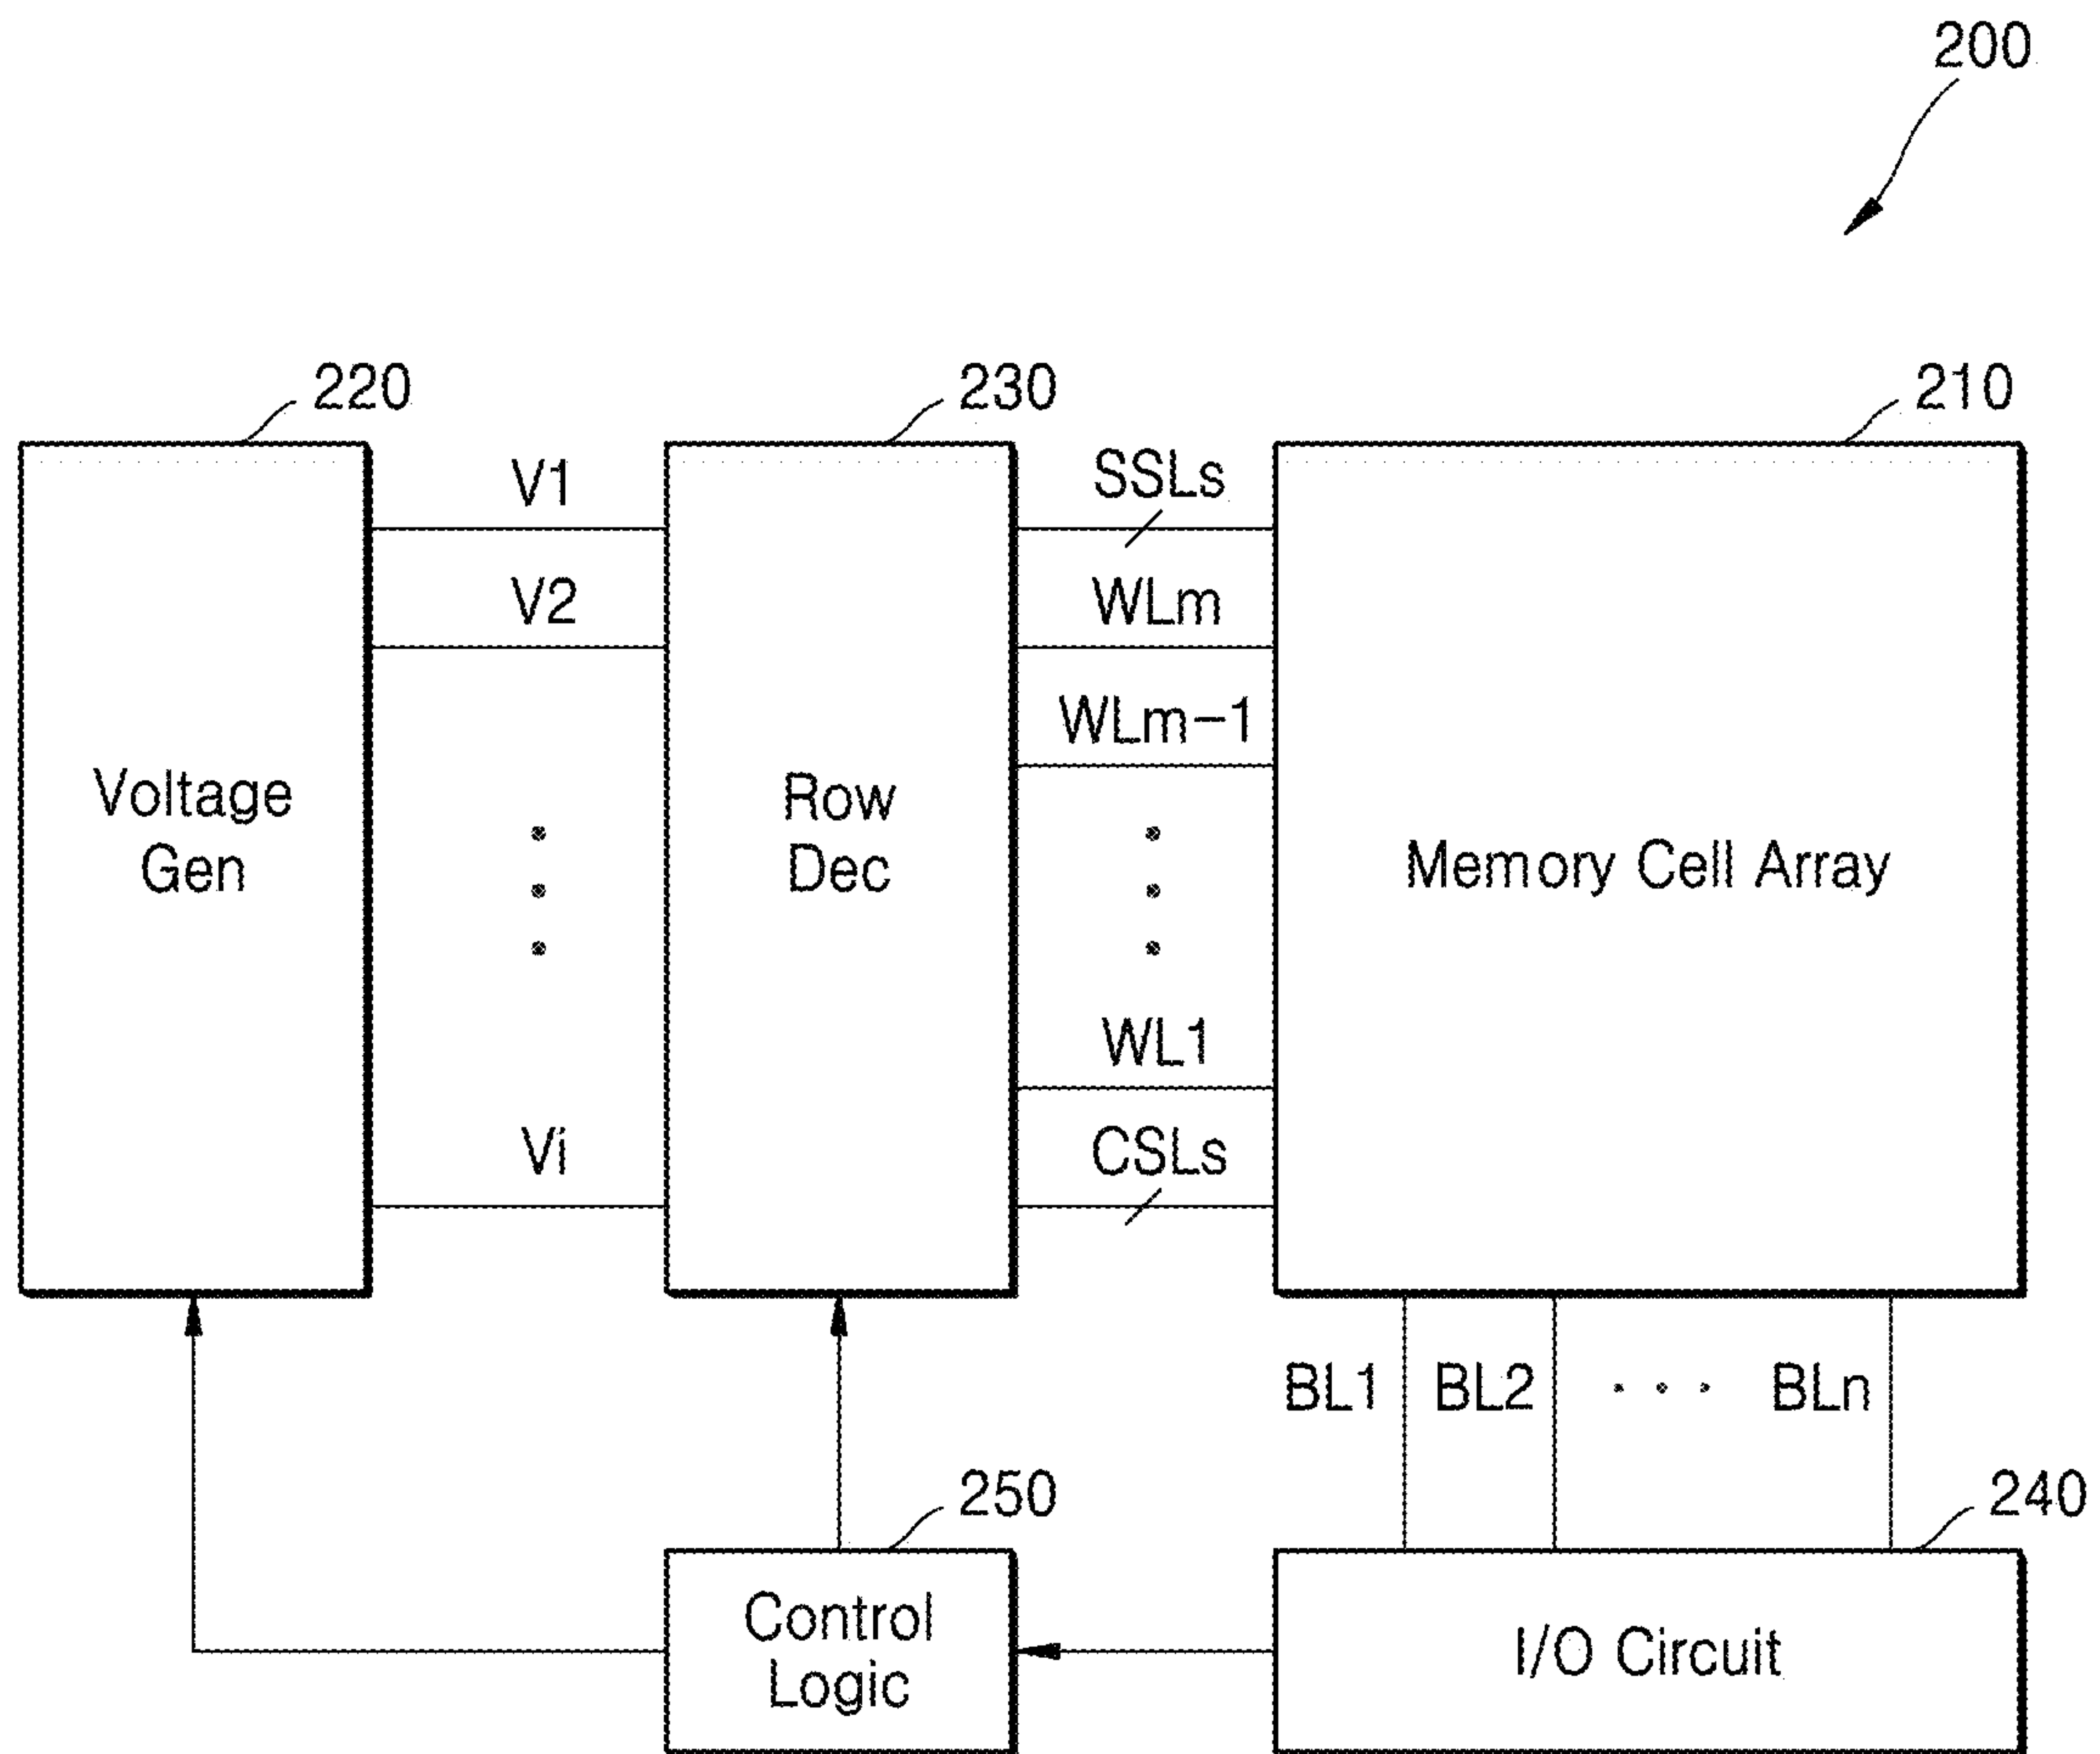 200
220
230
210
V1
SSLs
V2
WLm
WLm-1
Voltage
Gen
Row
Dec
Memory Cell Array
WL1
Vi
CSLs
BL1
BL2
BLn
250
240
Control
Logic
I/O Circuit